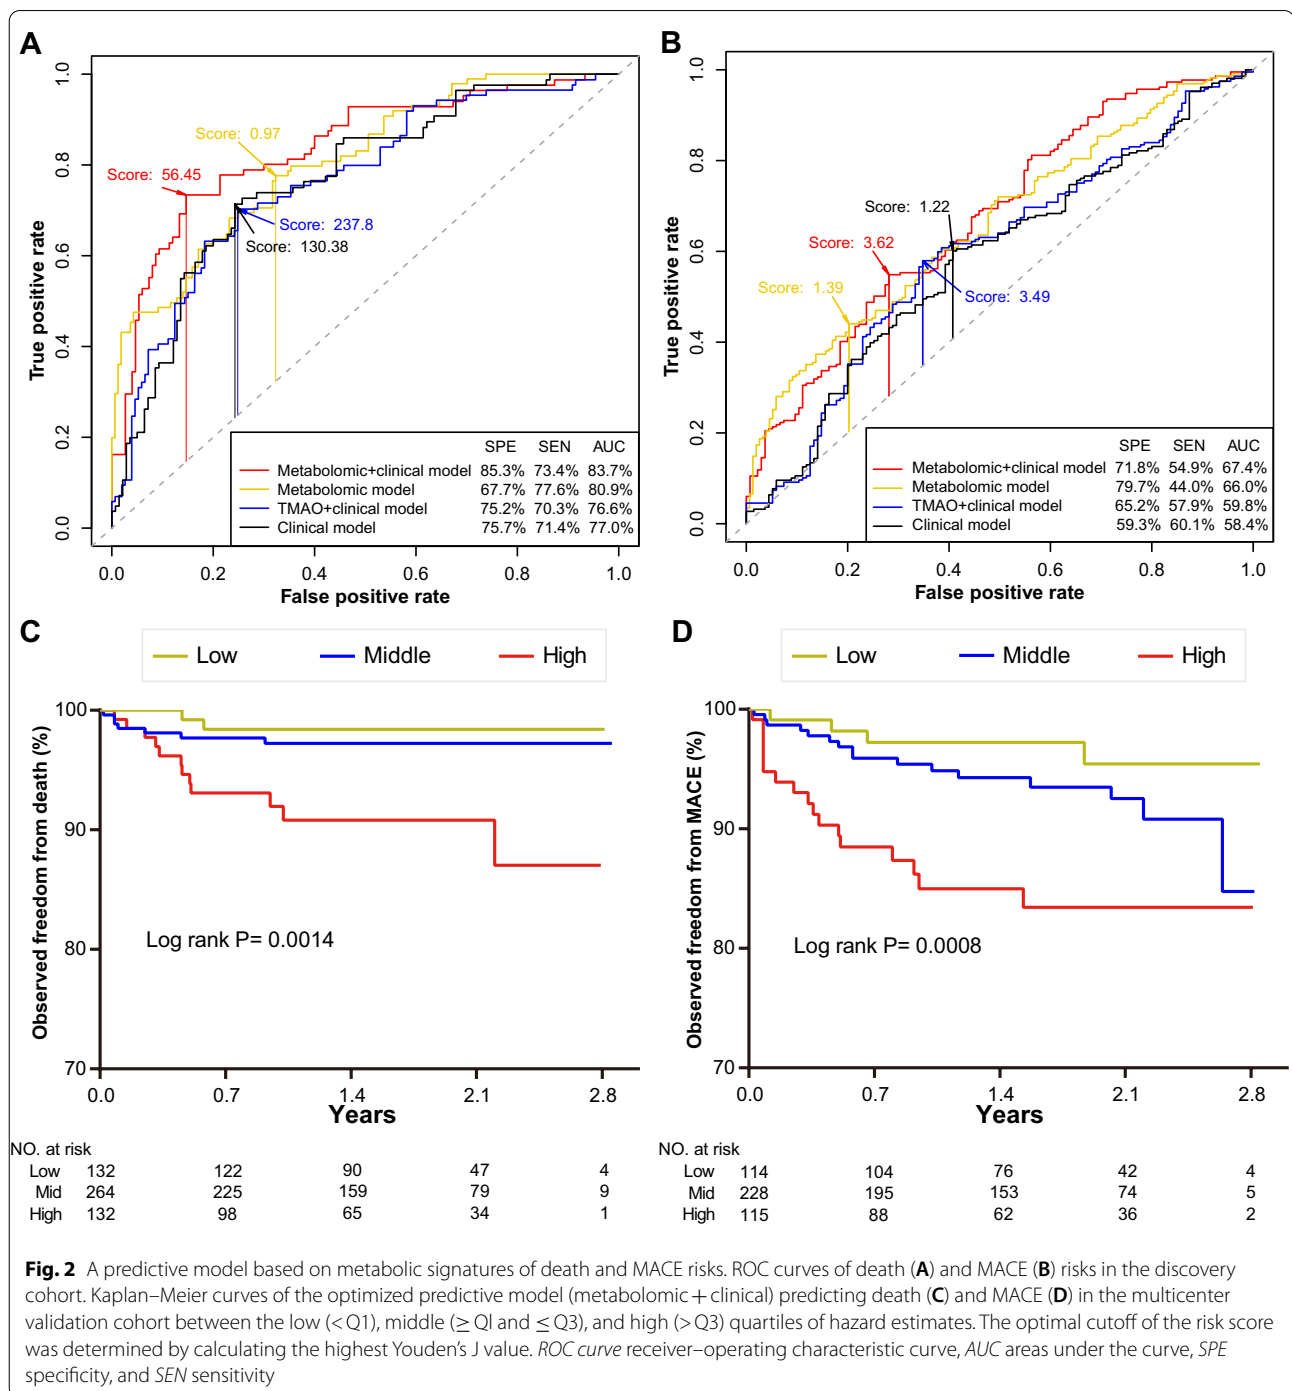 A
1.0
0.8
0.6
0.4
0.2
0.0
True positive rate
Score: 0.97
Score: 56.45
Score: 237.8
Score: 130.38
SPE SEN AUC
Metabolomic+clinical model 85.3% 73.4% 83.7%
Metabolomic model 67.7% 77.6% 80.9%
TMAO+clinical model 75.2% 70.3% 76.6%
Clinical model 75.7% 71.4% 77.0%
0.0 0.2 0.4 0.6 0.8 1.0
False positive rate
B
1.0
0.8
0.6
0.4
0.2
0.0
True positive rate
Score: 1.22
Score: 3.62
Score: 1.39
Score: 3.49
SPE SEN AUC
Metabolomic+clinical model 71.8% 54.9% 67.4%
Metabolomic model 79.7% 44.0% 66.0%
TMAO+clinical model 65.2% 57.9% 59.8%
Clinical model 59.3% 60.1% 58.4%
0.0 0.2 0.4 0.6 0.8 1.0
False positive rate
C
Low Middle High
100
90
80
70
Observed freedom from death (%)
Log rank P= 0.0014
0.0 0.7 1.4 2.1 2.8
Years
NO. at risk
Low 132 122 90 47 4
Mid 264 225 159 79 9
High 132 98 65 34 1
D
Low Middle High
100
90
80
70
Observed freedom from MACE (%)
Log rank P= 0.0008
0.0 0.7 1.4 2.1 2.8
Years
NO. at risk
Low 114 104 76 42 4
Mid 228 195 153 74 5
High 115 88 62 36 2
Fig. 2 A predictive model based on metabolic signatures of death and MACE risks. ROC curves of death (A) and MACE (B) risks in the discovery
cohort. Kaplan–Meier curves of the optimized predictive model (metabolomic + clinical) predicting death (C) and MACE (D) in the multicenter
validation cohort between the low (< Q1), middle (≥ Ql and ≤ Q3), and high (> Q3) quartiles of hazard estimates. The optimal cutoff of the risk score
was determined by calculating the highest Youden's J value. ROC curve receiver–operating characteristic curve, AUC areas under the curve, SPE
specificity, and SEN sensitivity